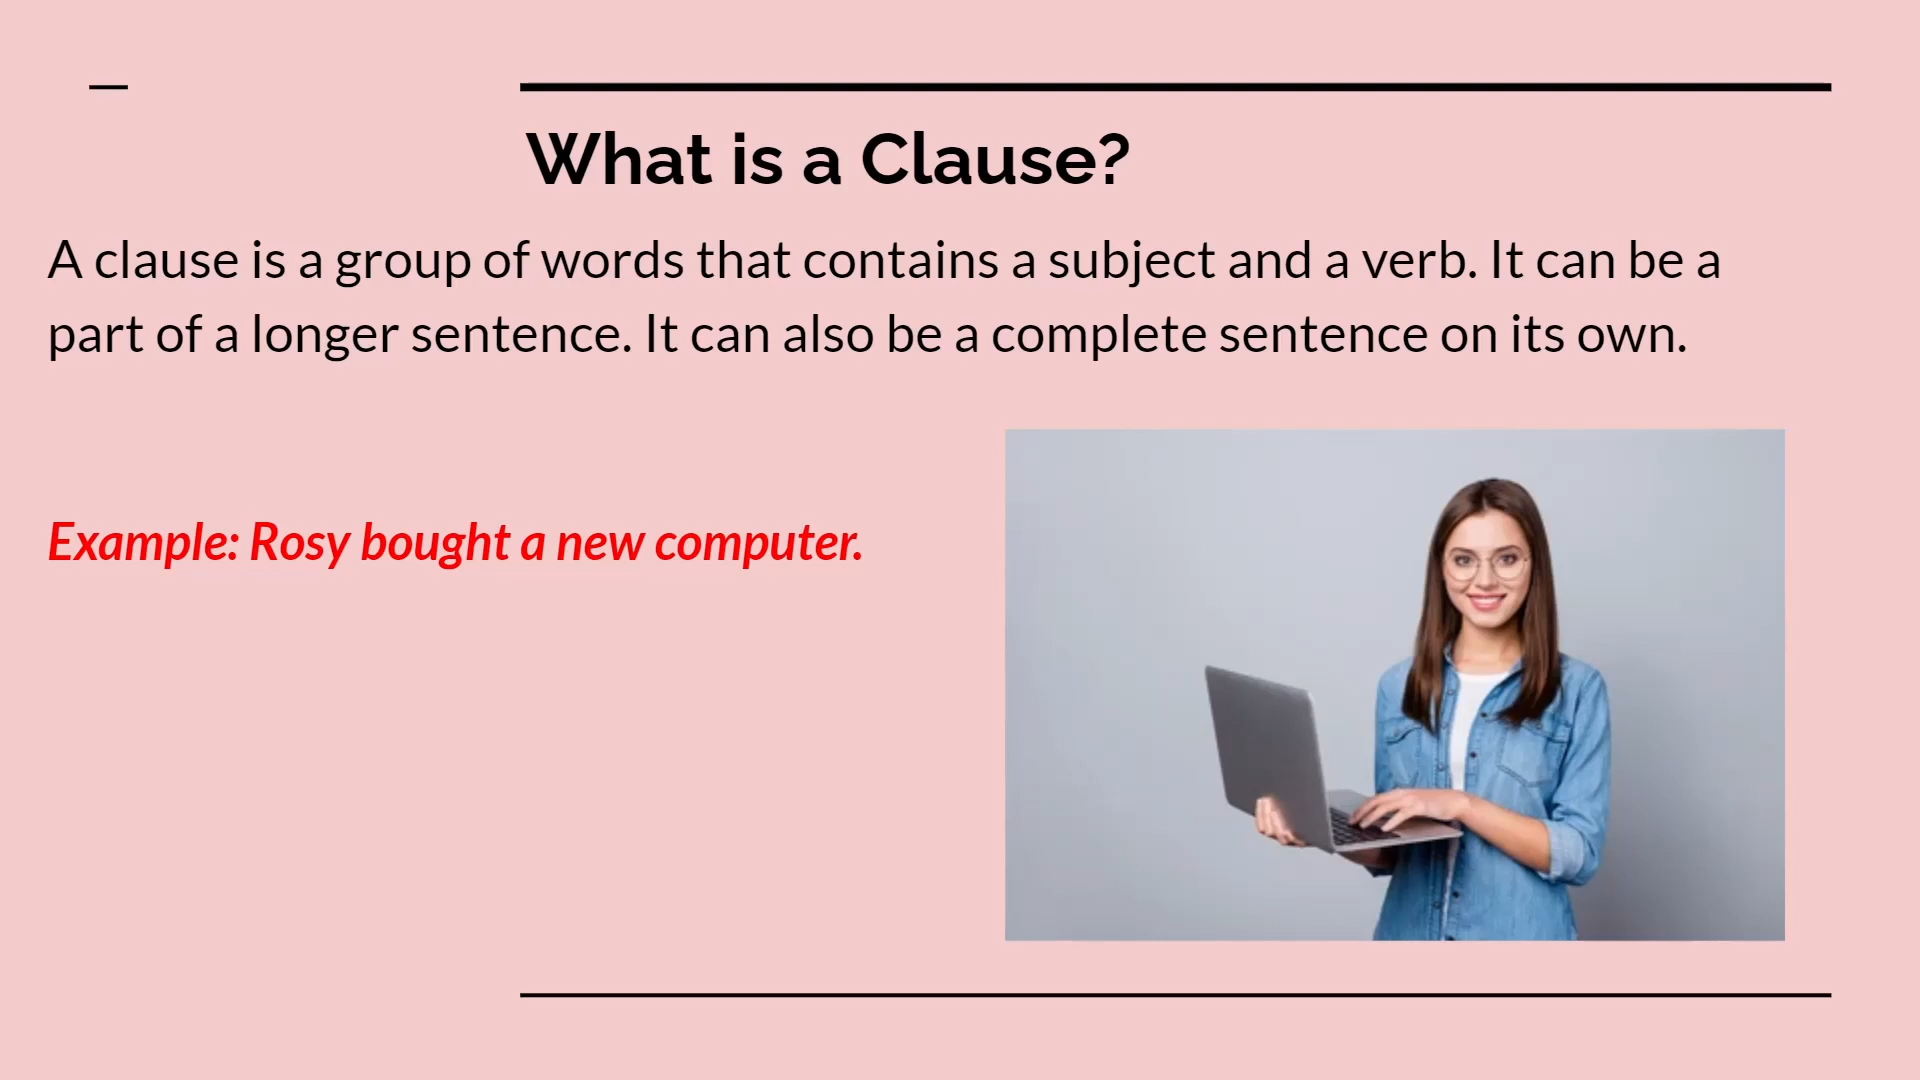 What is a Clause?
A clause is a group of words that contains a subject and a verb. It can be a
part of a longer sentence. It can also be a complete sentence on its own.
Example: Rosy bought a new computer.